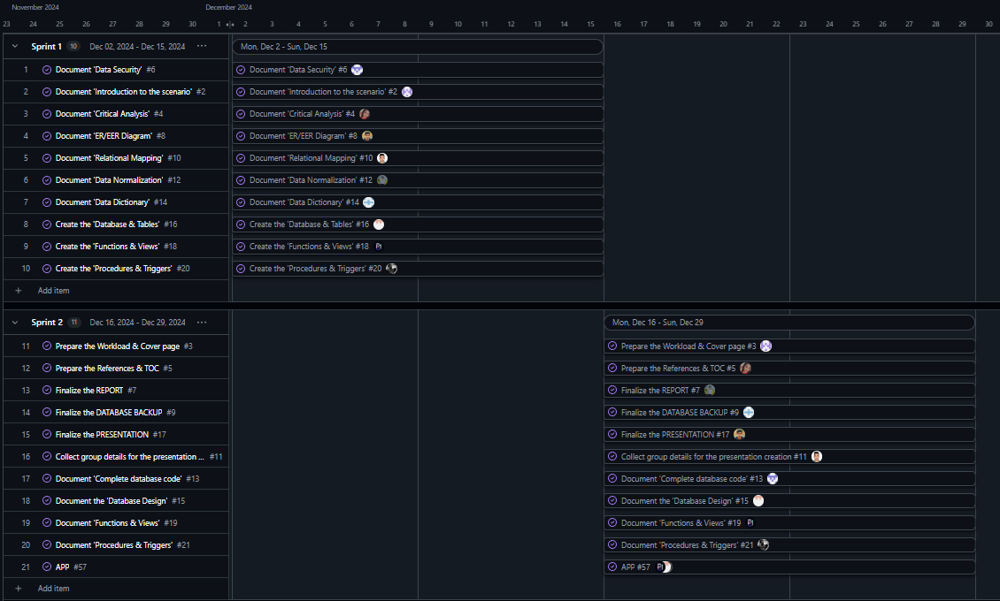 November 2024 December 2024
23 24 25 26 27 28 29 30 1 2 3 4 5 6 7 8 9 10 11 12 13 14 15 16 17 18 19 20 21 22 23 24 25 26 27 28 29 30
Sprint 1 10 Dec 02, 2024 - Dec 15, 2024 ··· Mon, Dec 2 - Sun, Dec 15
1 Document 'Data Security' #6 Document 'Data Security' #6
2 Document 'Introduction to the scenario' #2 Document 'Introduction to the scenario' #2
3 Document 'Critical Analysis' #4 Document 'Critical Analysis' #4
4 Document 'ER/EER Diagram' #8 Document 'ER/EER Diagram' #8
5 Document 'Relational Mapping' #10 Document 'Relational Mapping' #10
6 Document 'Data Normalization' #12 Document 'Data Normalization' #12
7 Document 'Data Dictionary' #14 Document 'Data Dictionary' #14
8 Create the 'Database & Tables' #16 Create the 'Database & Tables' #16
9 Create the 'Functions & Views' #18 Create the 'Functions & Views' #18
10 Create the 'Procedures & Triggers' #20 Create the 'Procedures & Triggers' #20
+ Add item
Sprint 2 11 Dec 16, 2024 - Dec 29, 2024 ··· Mon, Dec 16 - Sun, Dec 29
11 Prepare the Workload & Cover page #3 Prepare the Workload & Cover page #3
12 Prepare the References & TOC #5 Prepare the References & TOC #5
13 Finalize the REPORT #7 Finalize the REPORT #7
14 Finalize the DATABASE BACKUP #9 Finalize the DATABASE BACKUP #9
15 Finalize the PRESENTATION #17 Finalize the PRESENTATION #17
16 Collect group details for the presentation ... #11 Collect group details for the presentation creation #11
17 Document 'Complete database code' #13 Document 'Complete database code' #13
18 Document the 'Database Design' #15 Document the 'Database Design' #15
19 Document 'Functions & Views' #19 Document 'Functions & Views' #19
20 Document 'Procedures & Triggers' #21 Document 'Procedures & Triggers' #21
21 APP #57 APP #57
+ Add item